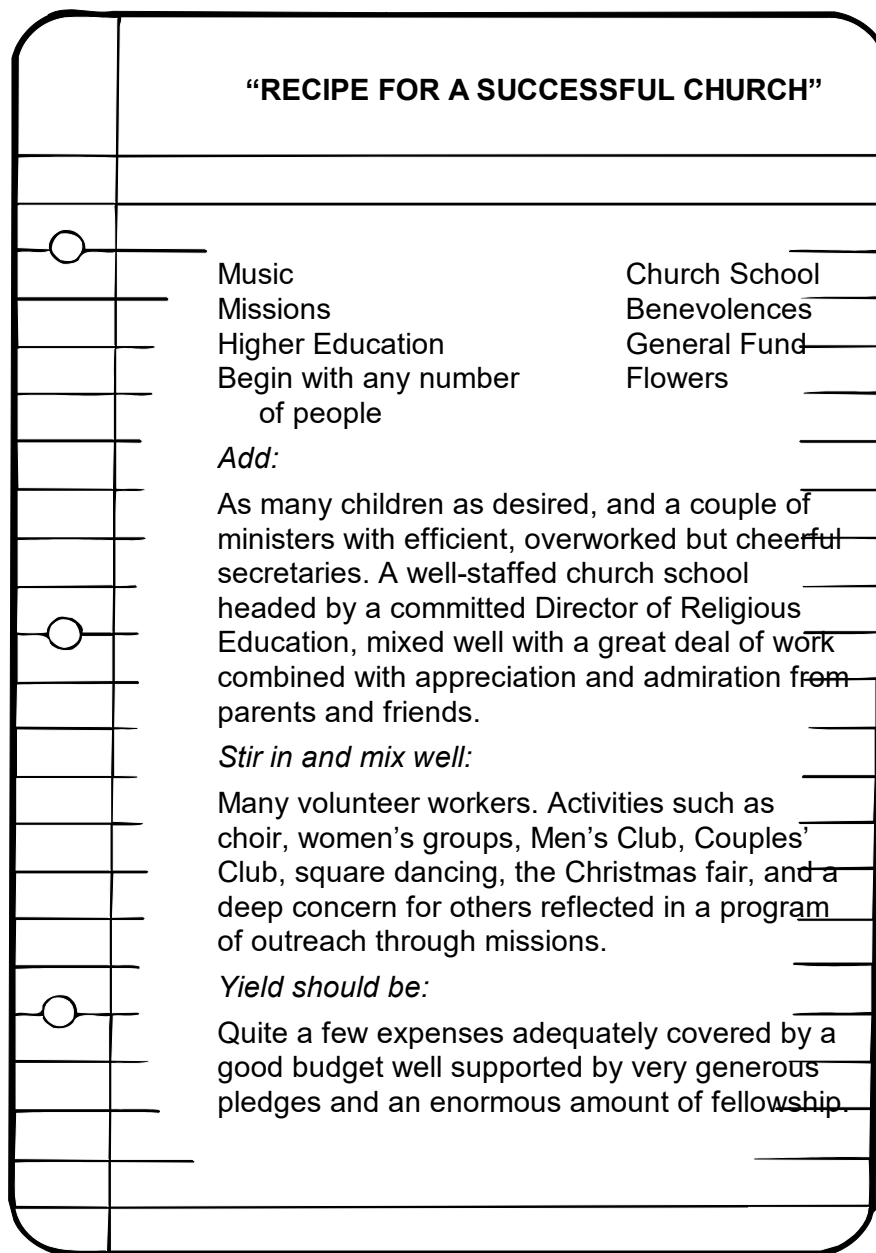 “RECIPE FOR A SUCCESSFUL CHURCH”
Music Church School
Missions Benevolences
Higher Education General Fund
Begin with any number Flowers
of people
Add:
As many children as desired, and a couple of
ministers with efficient, overworked but cheerful
secretaries. A well-staffed church school
headed by a committed Director of Religious
Education, mixed well with a great deal of work
combined with appreciation and admiration from
parents and friends.
Stir in and mix well:
Many volunteer workers. Activities such as
choir, women’s groups, Men’s Club, Couples’
Club, square dancing, the Christmas fair, and a
deep concern for others reflected in a program
of outreach through missions.
Yield should be:
Quite a few expenses adequately covered by a
good budget well supported by very generous
pledges and an enormous amount of fellowship.